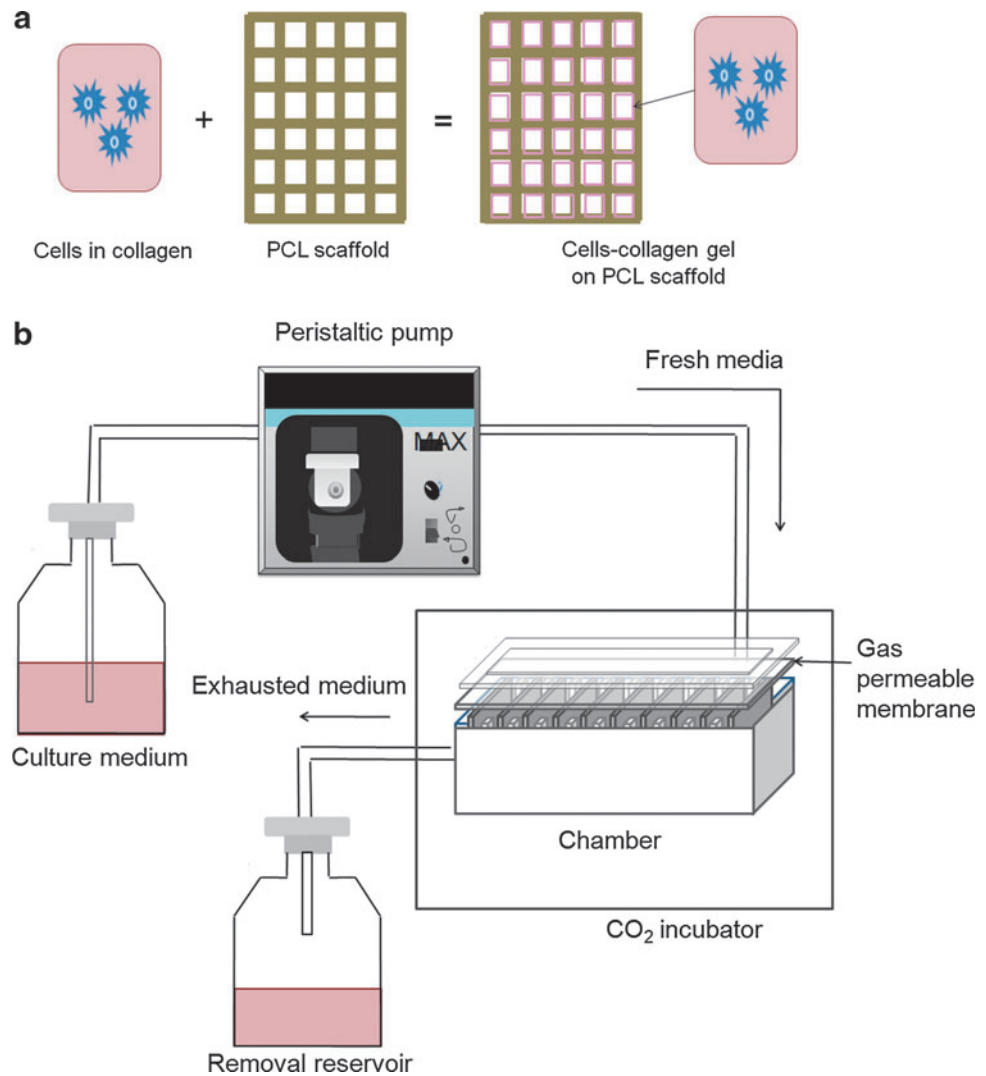 a
+
=
Cells in collagen
PCL scaffold
Cells-collagen gel
on PCL scaffold
b
Peristaltic pump
Fresh media
MAX
Gas
permeable
membrane
Exhausted medium
Culture medium
Chamber
CO₂ incubator
Removal reservoir